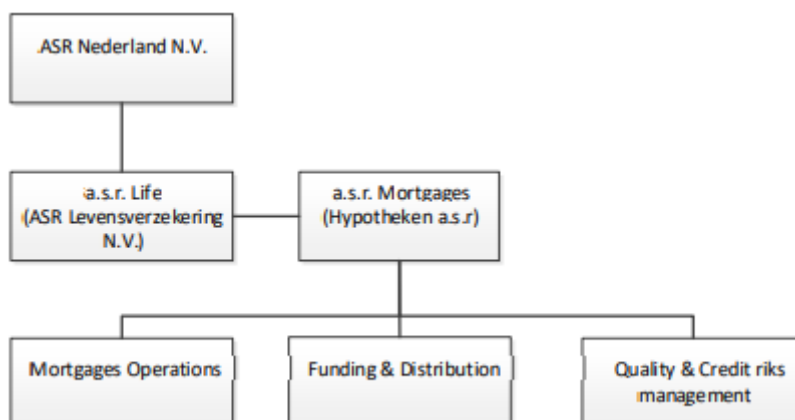 ASR Nederland N.V.
a.s.r. Life
(ASR Levensverzekering
N.V.)
a.s.r. Mortgages
(Hypotheken a.s.r)
Mortgages Operations
Funding & Distribution
Quality & Credit riks
management